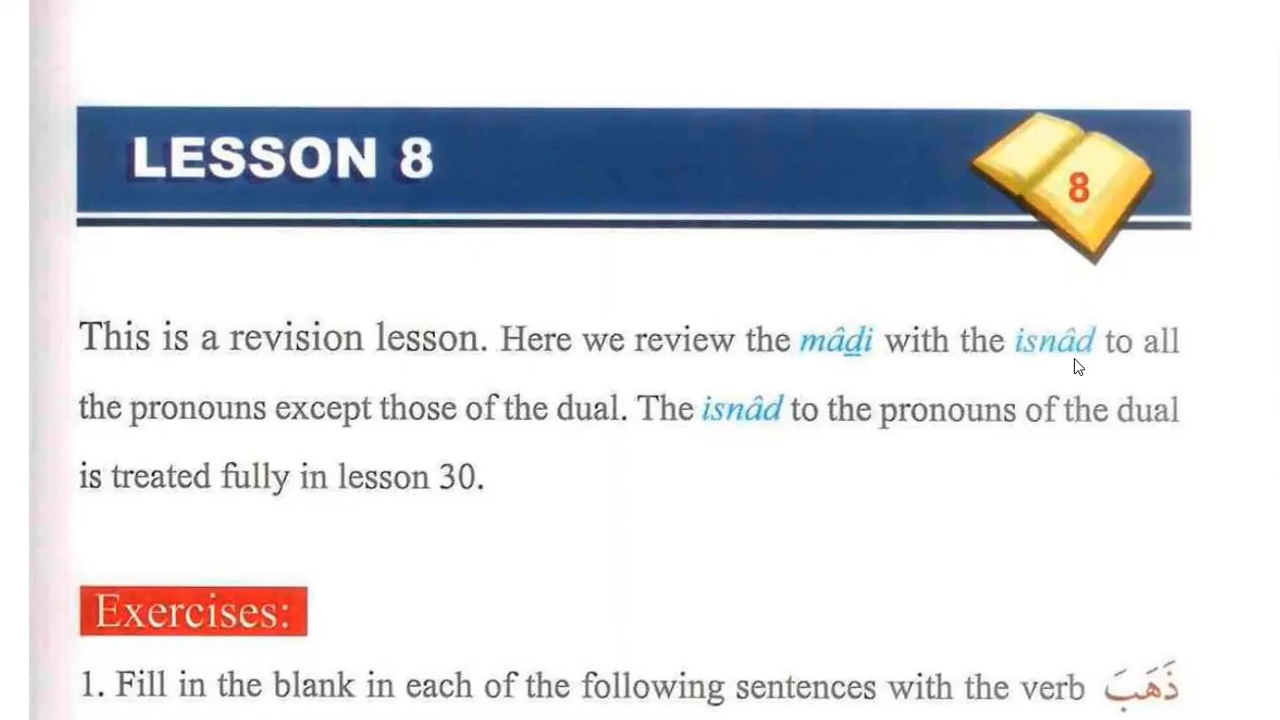 LESSON 8
8
This is a revision lesson. Here we review the mâḏi with the isnâd to all
the pronouns except those of the dual. The isnâd to the pronouns of the dual
is treated fully in lesson 30.
Exercises:
1. Fill in the blank in each of the following sentences with the verb ذَهَبَ